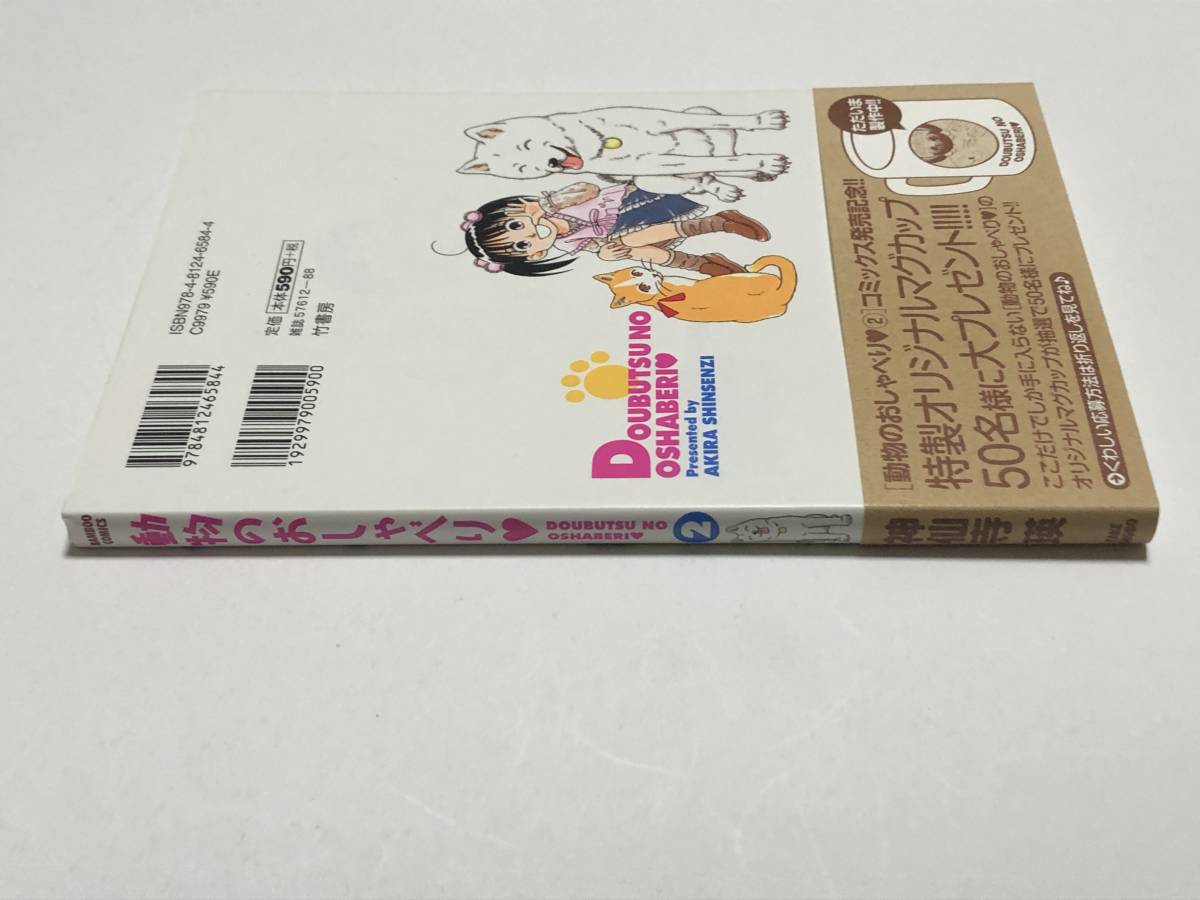 ISBN978-4-8124-6584-4
C9979 ¥590E
定価 本体590円+税
雑誌 57612-88
竹書房
9784812465844
1929979005900
DOUBUTSU NO
OSHABERI♥
Presented by
AKIRA SHINSENZI
BAMBOO
COMICS
動物のおしゃべり♥
DOUBUTSU NO
OSHABERI♥
2
神仙寺瑛
ただいま
製作中!!
DOUBUTSU NO
OSHABERI♥
[動物のおしゃべり♥②]コミックス発売記念!!
特製オリジナルマグカップ
50名様に大プレゼント!!!!!
ここだけでしか手に入らない[動物のおしゃべり♥]の
オリジナルマグカップが抽選で50名様にプレゼント!!
くわしい応募方法は折り返しを見てね♪